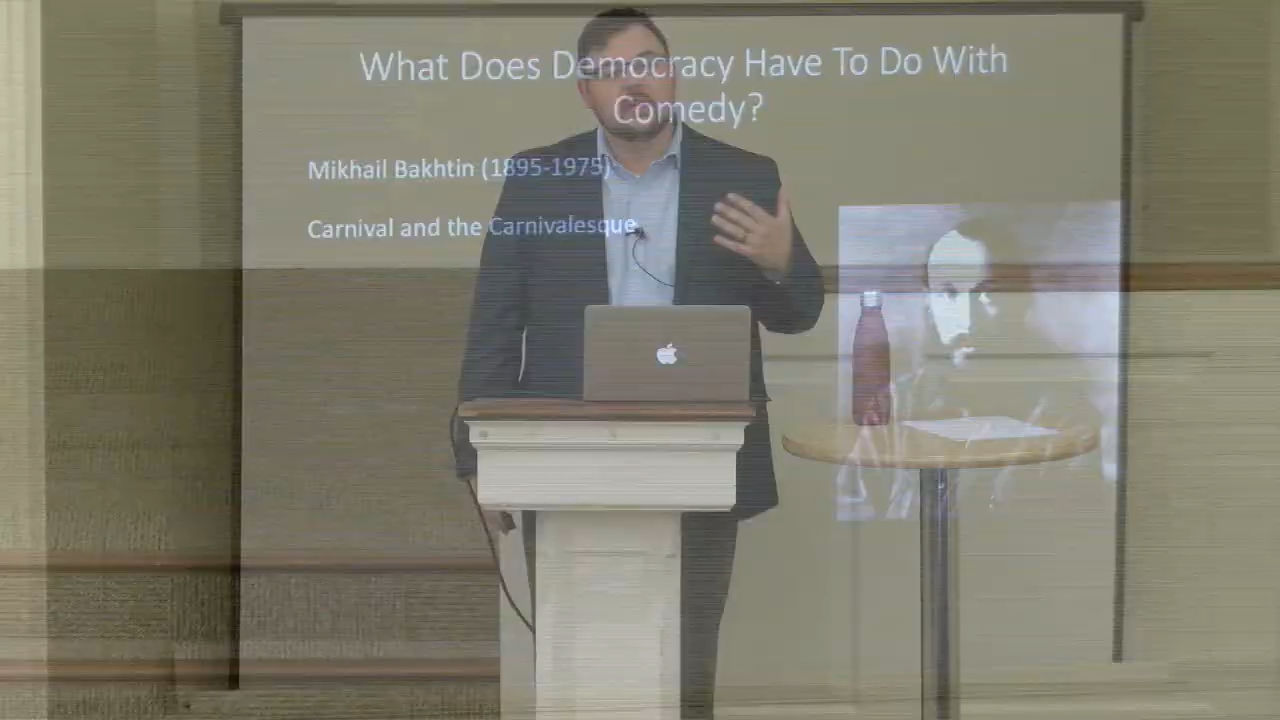 What Does Democracy Have To Do With
Comedy?
Mikhail Bakhtin (1895-1975)
Carnival and the Carnivalesque